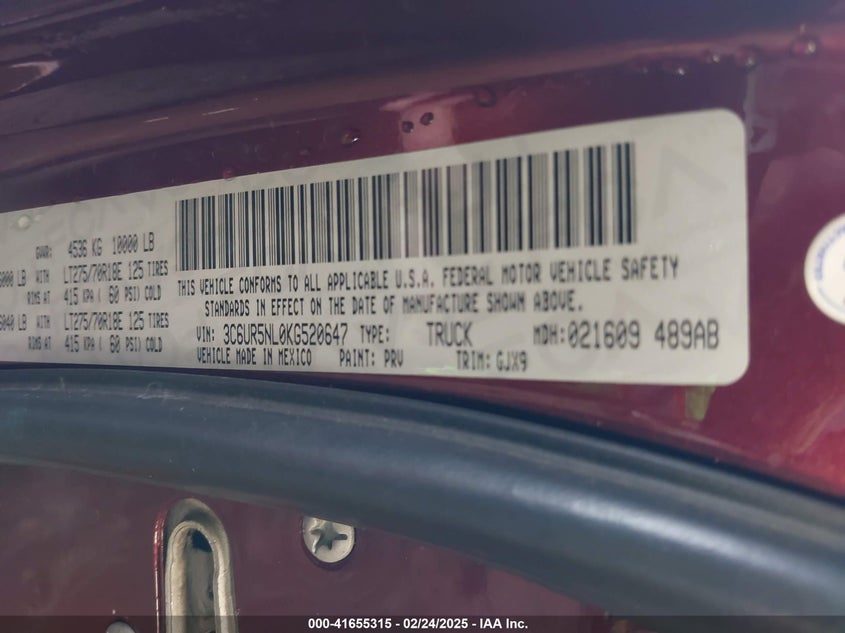 GVWR: 4536 KG 10000 LB
WITH LT275/70R18E 125 TIRES
RIMS AT 415 KPA ( 60 PSI) COLD
WITH LT275/70R18E 125 TIRES
RIMS AT 415 KPA ( 60 PSI) COLD
THIS VEHICLE CONFORMS TO ALL APPLICABLE U.S.A. FEDERAL MOTOR VEHICLE SAFETY
STANDARDS IN EFFECT ON THE DATE OF MANUFACTURE SHOWN ABOVE.
VIN: 3C6UR5NL0KG520647 TYPE: TRUCK MDH: 021609 489AB
VEHICLE MADE IN MEXICO PAINT: PRV TRIM: GJX9
000-41655315 - 02/24/2025 - IAA Inc.